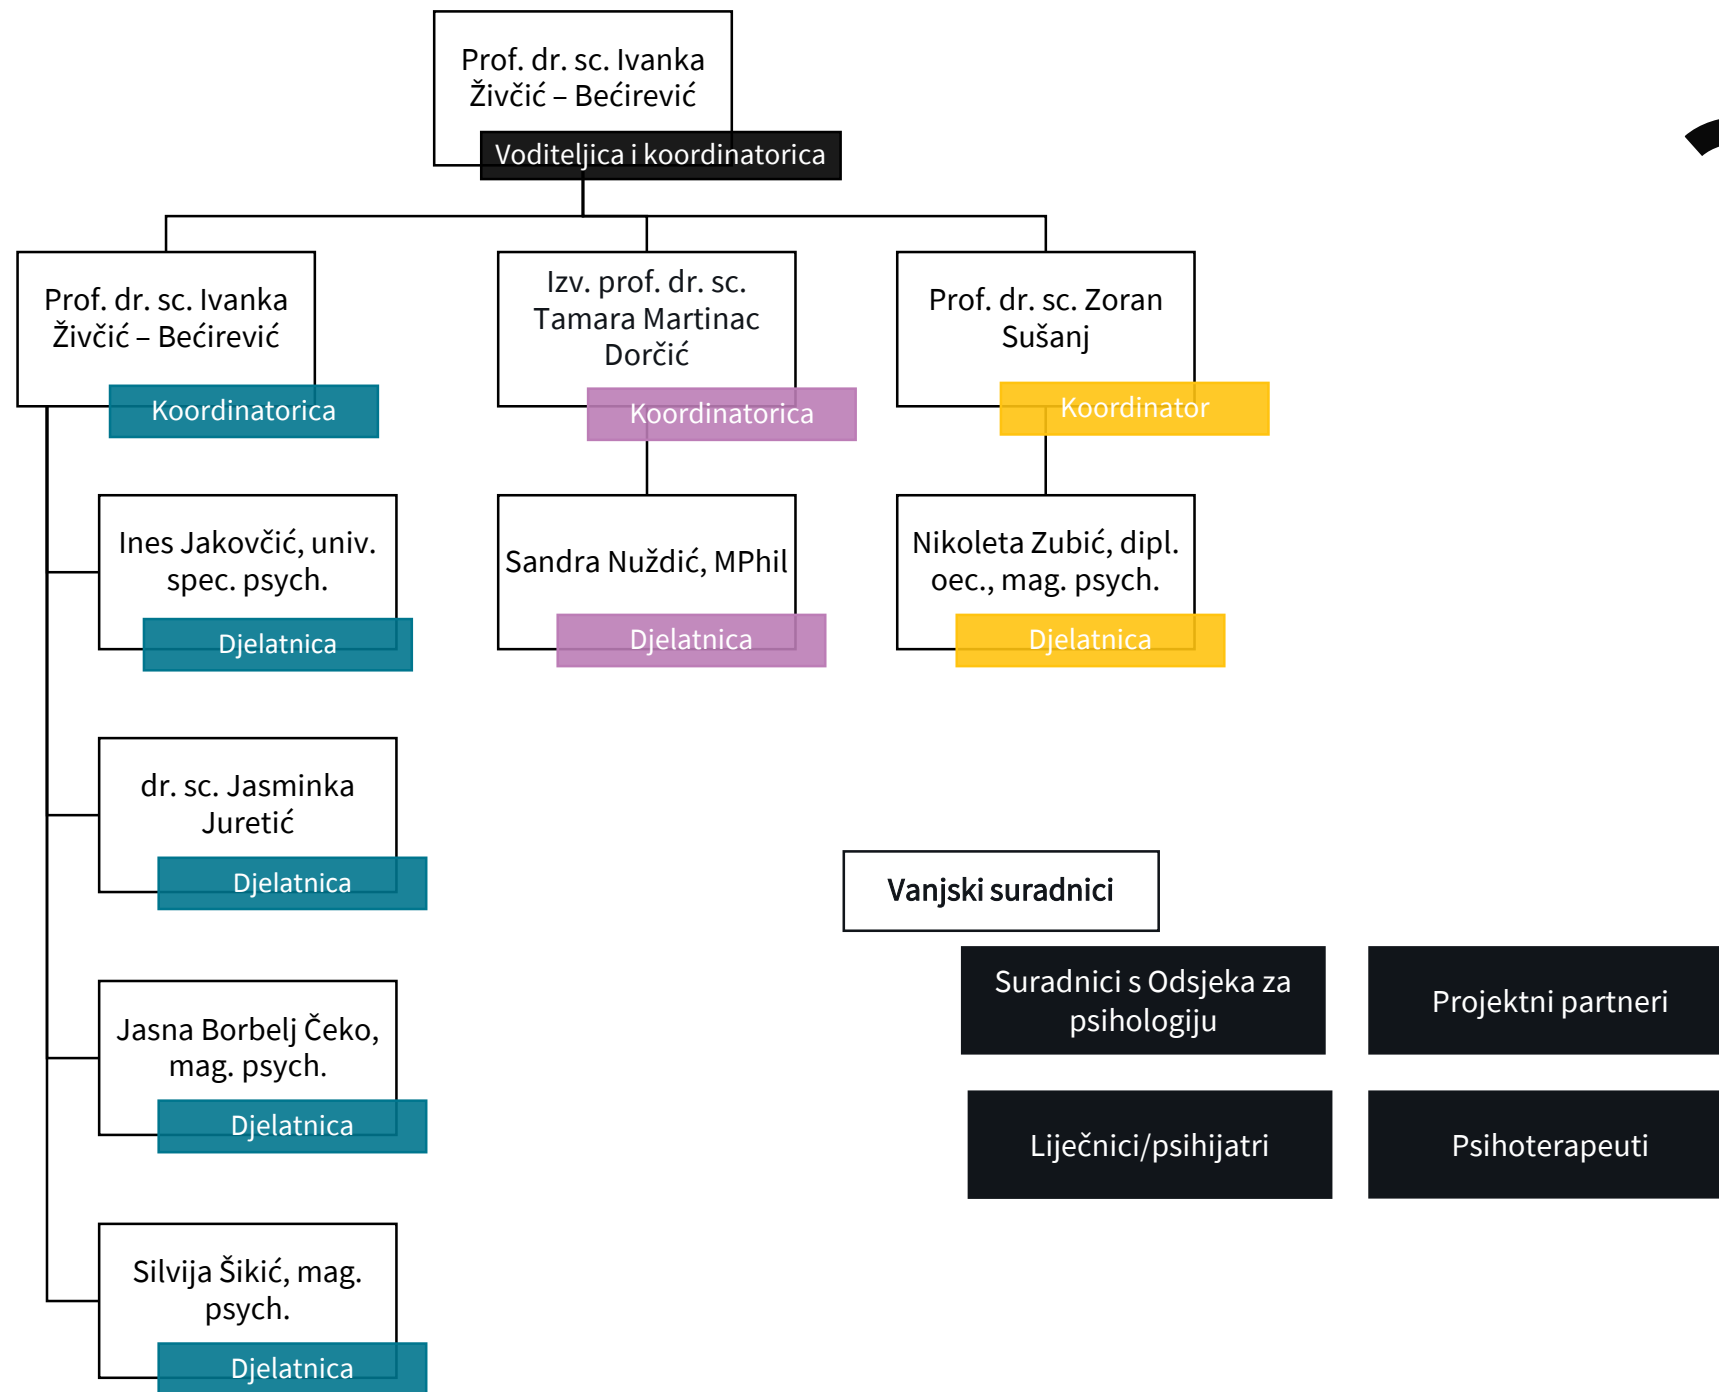 Prof. dr. sc. Ivanka
Živčić – Bećirević
Voditeljica i koordinatorica
Prof. dr. sc. Ivanka
Živčić – Bećirević
Koordinatorica
Izv. prof. dr. sc.
Tamara Martinac
Dorčić
Koordinatorica
Prof. dr. sc. Zoran
Sušanj
Koordinator
Ines Jakovčić, univ.
spec. psych.
Djelatnica
Sandra Nuždić, MPhil
Djelatnica
Nikoleta Zubić, dipl.
oec., mag. psych.
Djelatnica
dr. sc. Jasminka
Juretić
Djelatnica
Jasna Borbelj Čeko,
mag. psych.
Djelatnica
Silvija Šikić, mag.
psych.
Djelatnica
Vanjski suradnici
Suradnici s Odsjeka za
psihologiju
Projektni partneri
Liječnici/psihijatri
Psihoterapeuti